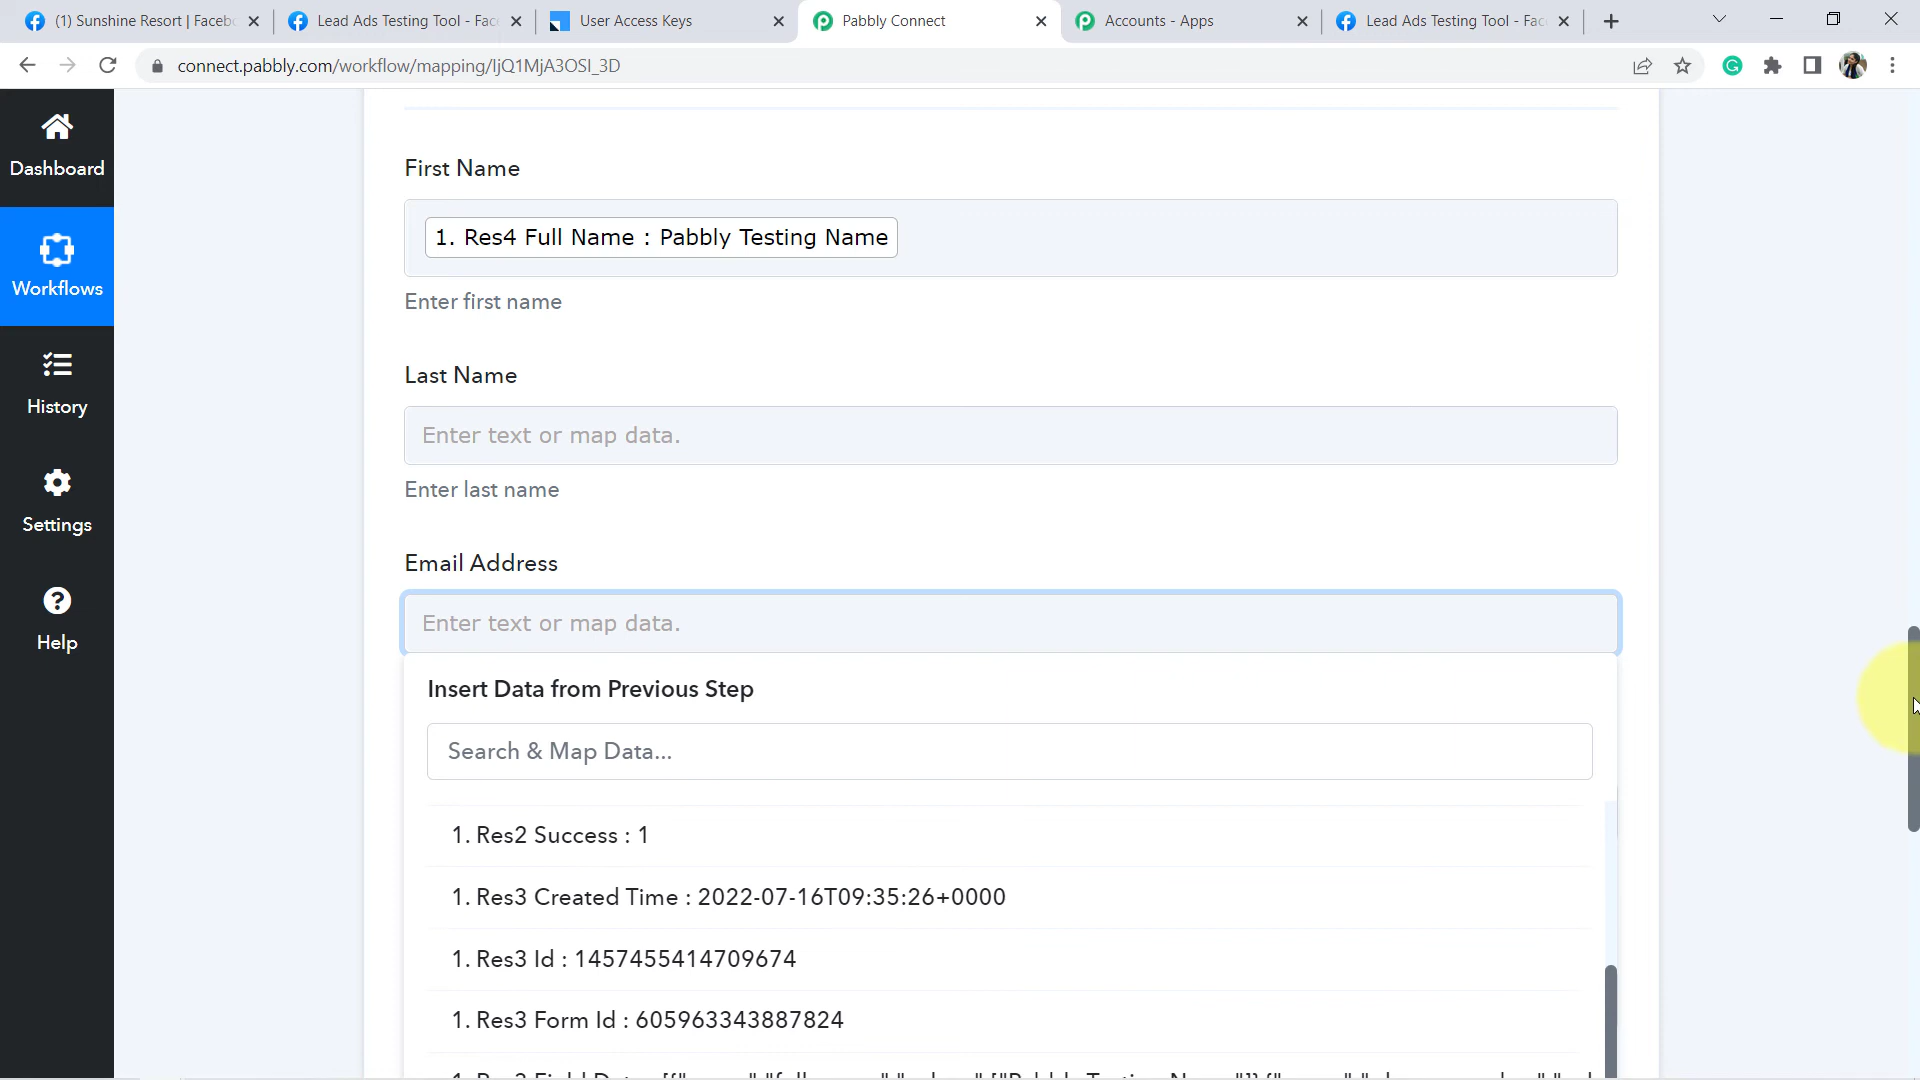 (1) Sunshine Resort | Facebo
Lead Ads Testing Tool - Face
User Access Keys
Pabbly Connect
Accounts - Apps
Lead Ads Testing Tool - Fac
connect.pabbly.com/workflow/mapping/IjQ1MjA3OSI_3D
Dashboard
Workflows
History
Settings
Help
First Name
1. Res4 Full Name : Pabbly Testing Name
Enter first name
Last Name
Enter text or map data.
Enter last name
Email Address
Enter text or map data.
Insert Data from Previous Step
Search & Map Data...
1. Res2 Success : 1
1. Res3 Created Time : 2022-07-16T09:35:26+0000
1. Res3 Id : 1457455414709674
1. Res3 Form Id : 605963343887824